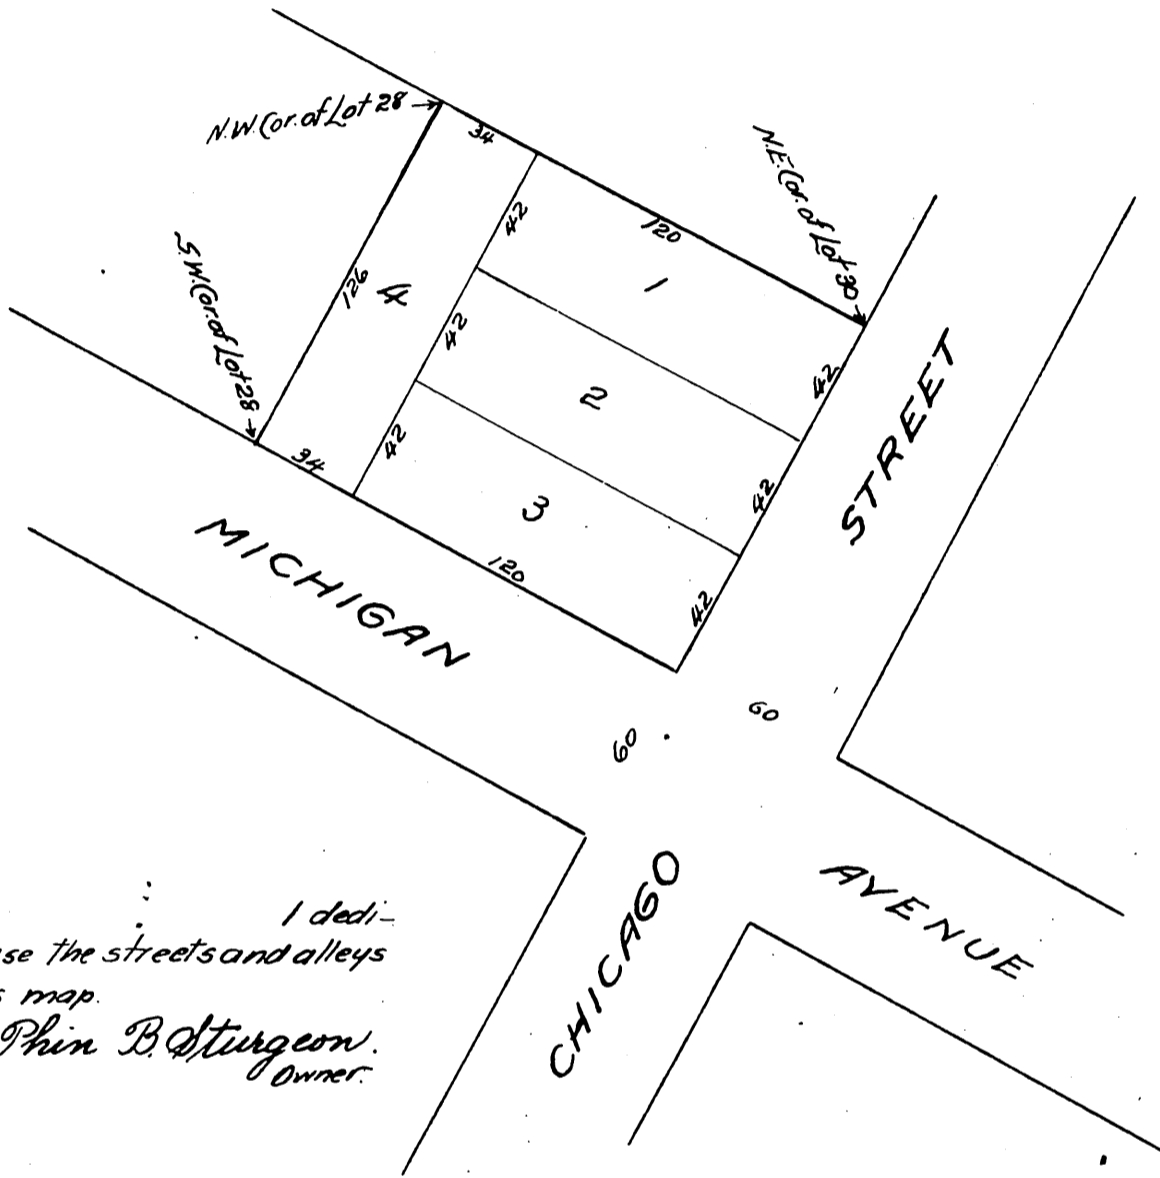 N.W. Cor. of Lot 28
34
N.E. Cor. of Lot 30
42
120
1
S.W. Cor. of Lot 28
126
4
42
42
2
42
34
42
3
42
120
42
STREET
MICHIGAN
60
60
CHICAGO
AVENUE
I dedi-
se the streets and alleys
s map.
Phin B. Sturgeon.
Owner.